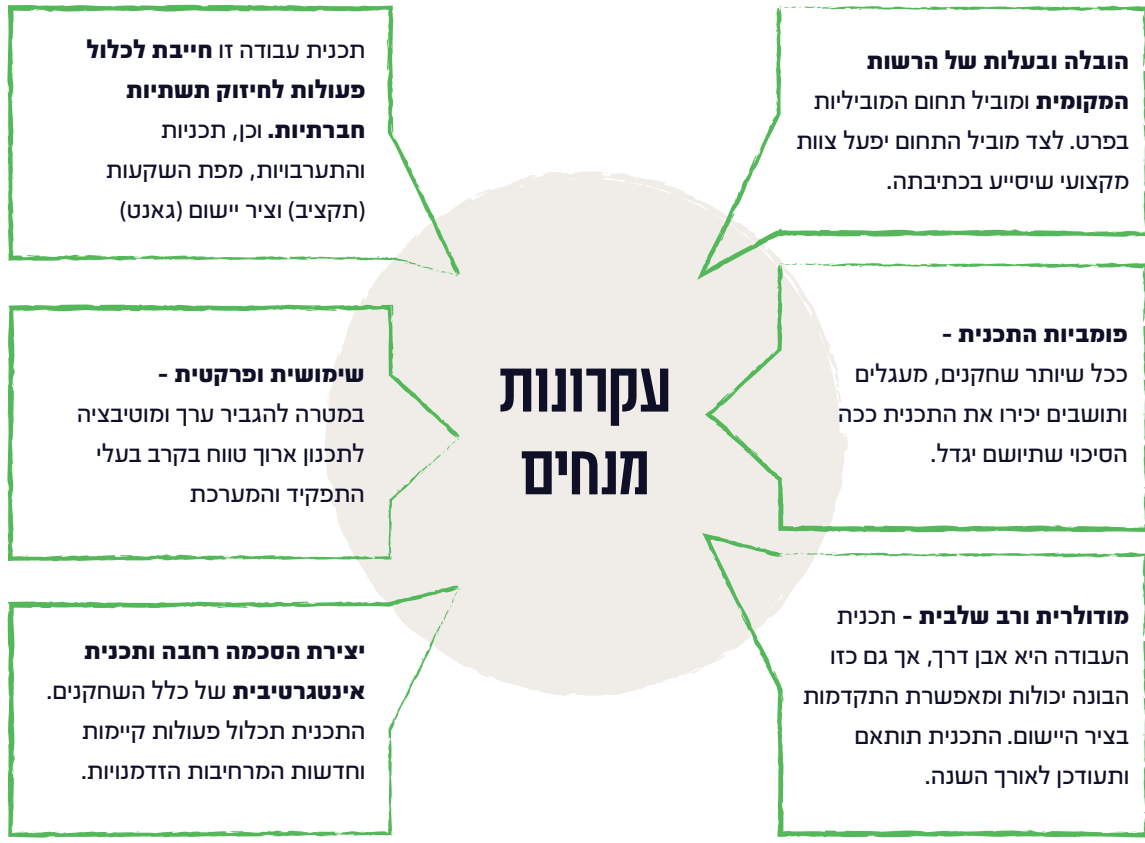 עקרונות
מנחים
הובלה ובעלות של הרשות
המקומית ומוביל תחום המוביליות
בפרט. לצד מוביל התחום יפעל צוות
מקצועי שיסייע בכתיבתה.
פומביות התכנית -
ככל שיותר שחקנים, מעגלים
ותושבים יכירו את התכנית ככה
הסיכוי שתיושם יגדל.
מודולרית ורב שלבית - תכנית
העבודה היא אבן דרך, אך גם כזו
הבונה יכולות ומאפשרת התקדמות
בציר היישום. התכנית תותאם
ותעודכן לאורך השנה.
תכנית עבודה זו חייבת לכלול
פעולות לחיזוק תשתיות
חברתיות. וכן, תכניות
והתערבויות, מפת השקעות
(תקציב) וציר יישום (גאנט)
שימושית ופרקטית -
במטרה להגביר ערך ומוטיבציה
לתכנון ארוך טווח בקרב בעלי
התפקיד והמערכת
יצירת הסכמה רחבה ותכנית
אינטגרטיבית של כלל השחקנים.
התכנית תכלול פעולות קיימות
וחדשות המרחיבות הזדמנויות.